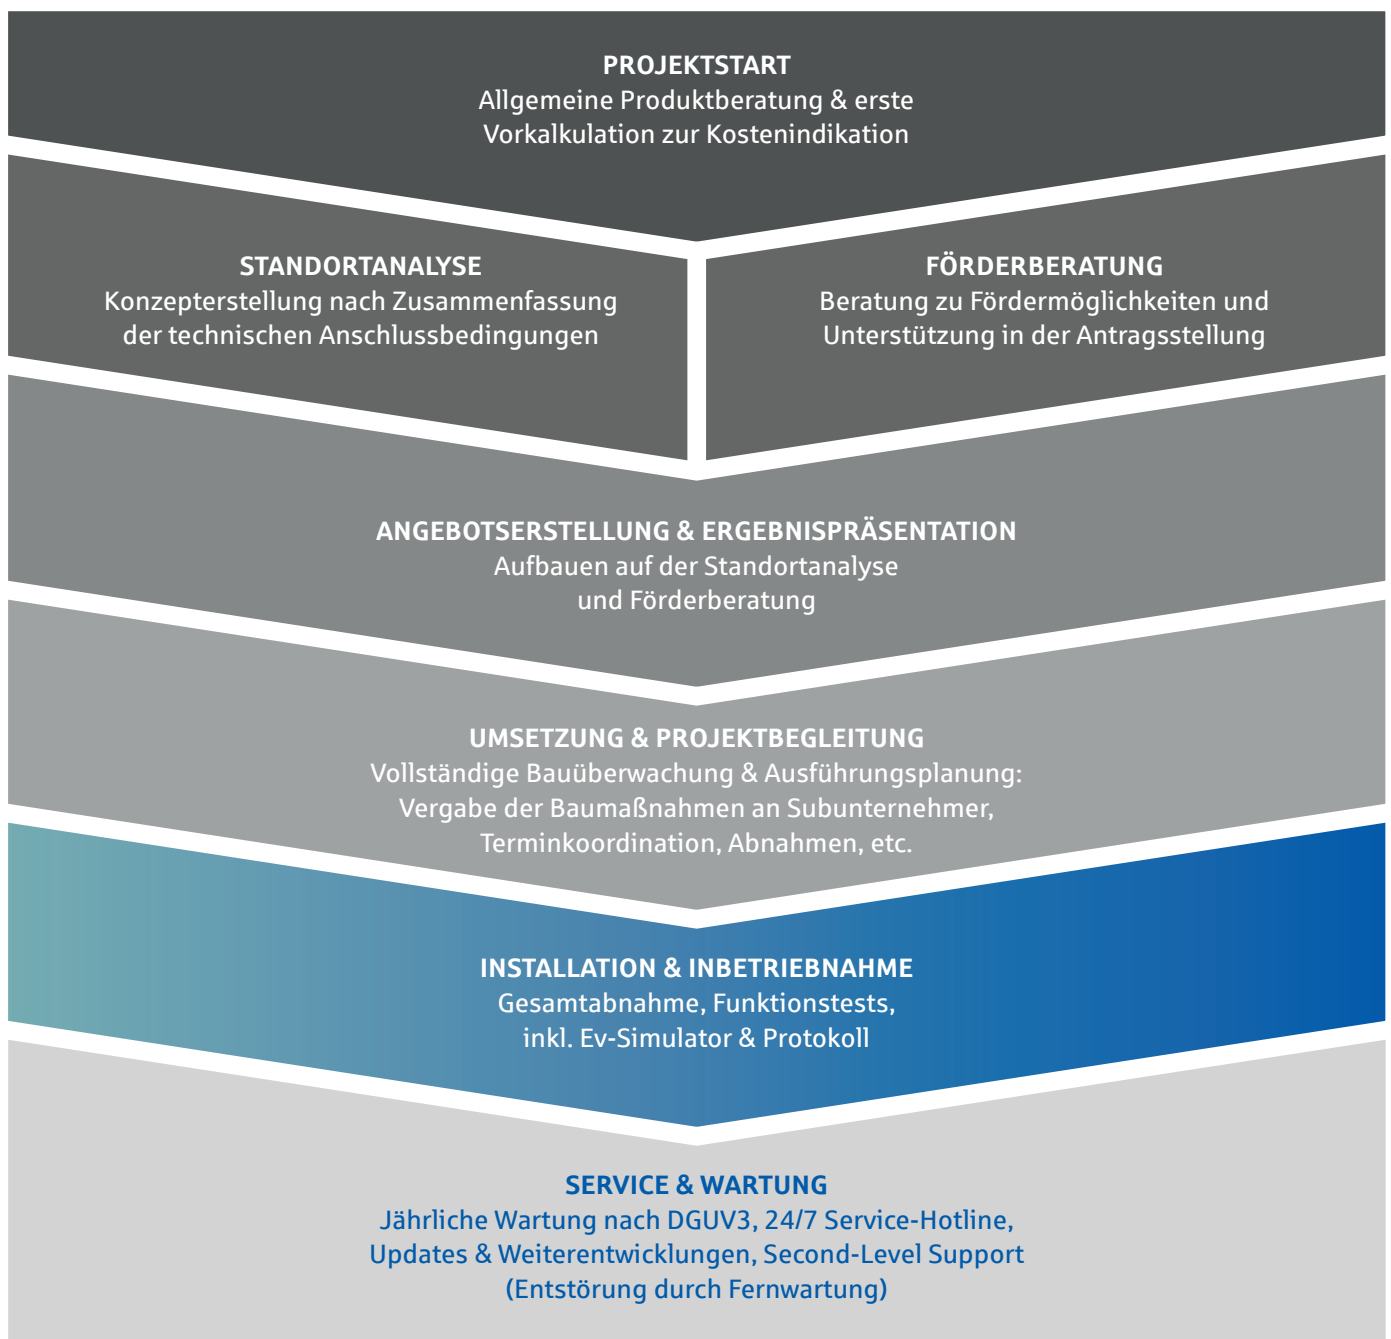 PROJEKTSTART
Allgemeine Produktberatung & erste
Vorkalkulation zur Kostenindikation
STANDORTANALYSE
Konzepterstellung nach Zusammenfassung
der technischen Anschlussbedingungen
FÖRDERBERATUNG
Beratung zu Fördermöglichkeiten und
Unterstützung in der Antragsstellung
ANGEBOTSERSTELLUNG & ERGEBNISPRÄSENTATION
Aufbauen auf der Standortanalyse
und Förderberatung
UMSETZUNG & PROJEKTBEGLEITUNG
Vollständige Bauüberwachung & Ausführungsplanung:
Vergabe der Baumaßnahmen an Subunternehmer,
Terminkoordination, Abnahmen, etc.
INSTALLATION & INBETRIEBNAHME
Gesamtabnahme, Funktionstests,
inkl. Ev-Simulator & Protokoll
SERVICE & WARTUNG
Jährliche Wartung nach DGUV3, 24/7 Service-Hotline,
Updates & Weiterentwicklungen, Second-Level Support
(Entstörung durch Fernwartung)